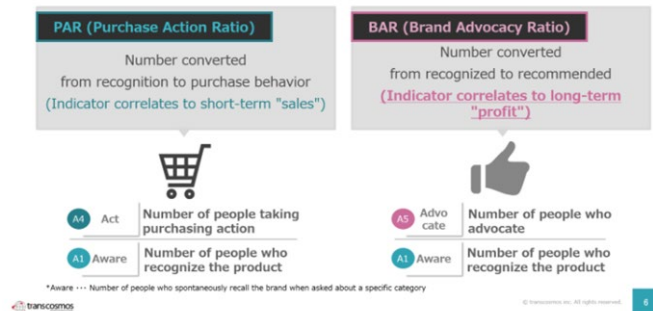 PAR (Purchase Action Ratio)
Number converted
from recognition to purchase behavior
(Indicator correlates to short-term "sales")
A4 Act Number of people taking
purchasing action
A1 Aware Number of people who
recognize the product
BAR (Brand Advocacy Ratio)
Number converted
from recognized to recommended
(Indicator correlates to long-term
"profit")
A5 Advo
cate
Number of people who
advocate
A1 Aware Number of people who
recognize the product
*Aware ・・・ Number of people who spontaneously recall the brand when asked about a specific category
transcosmos
© transcosmos inc. All rights reserved.
6